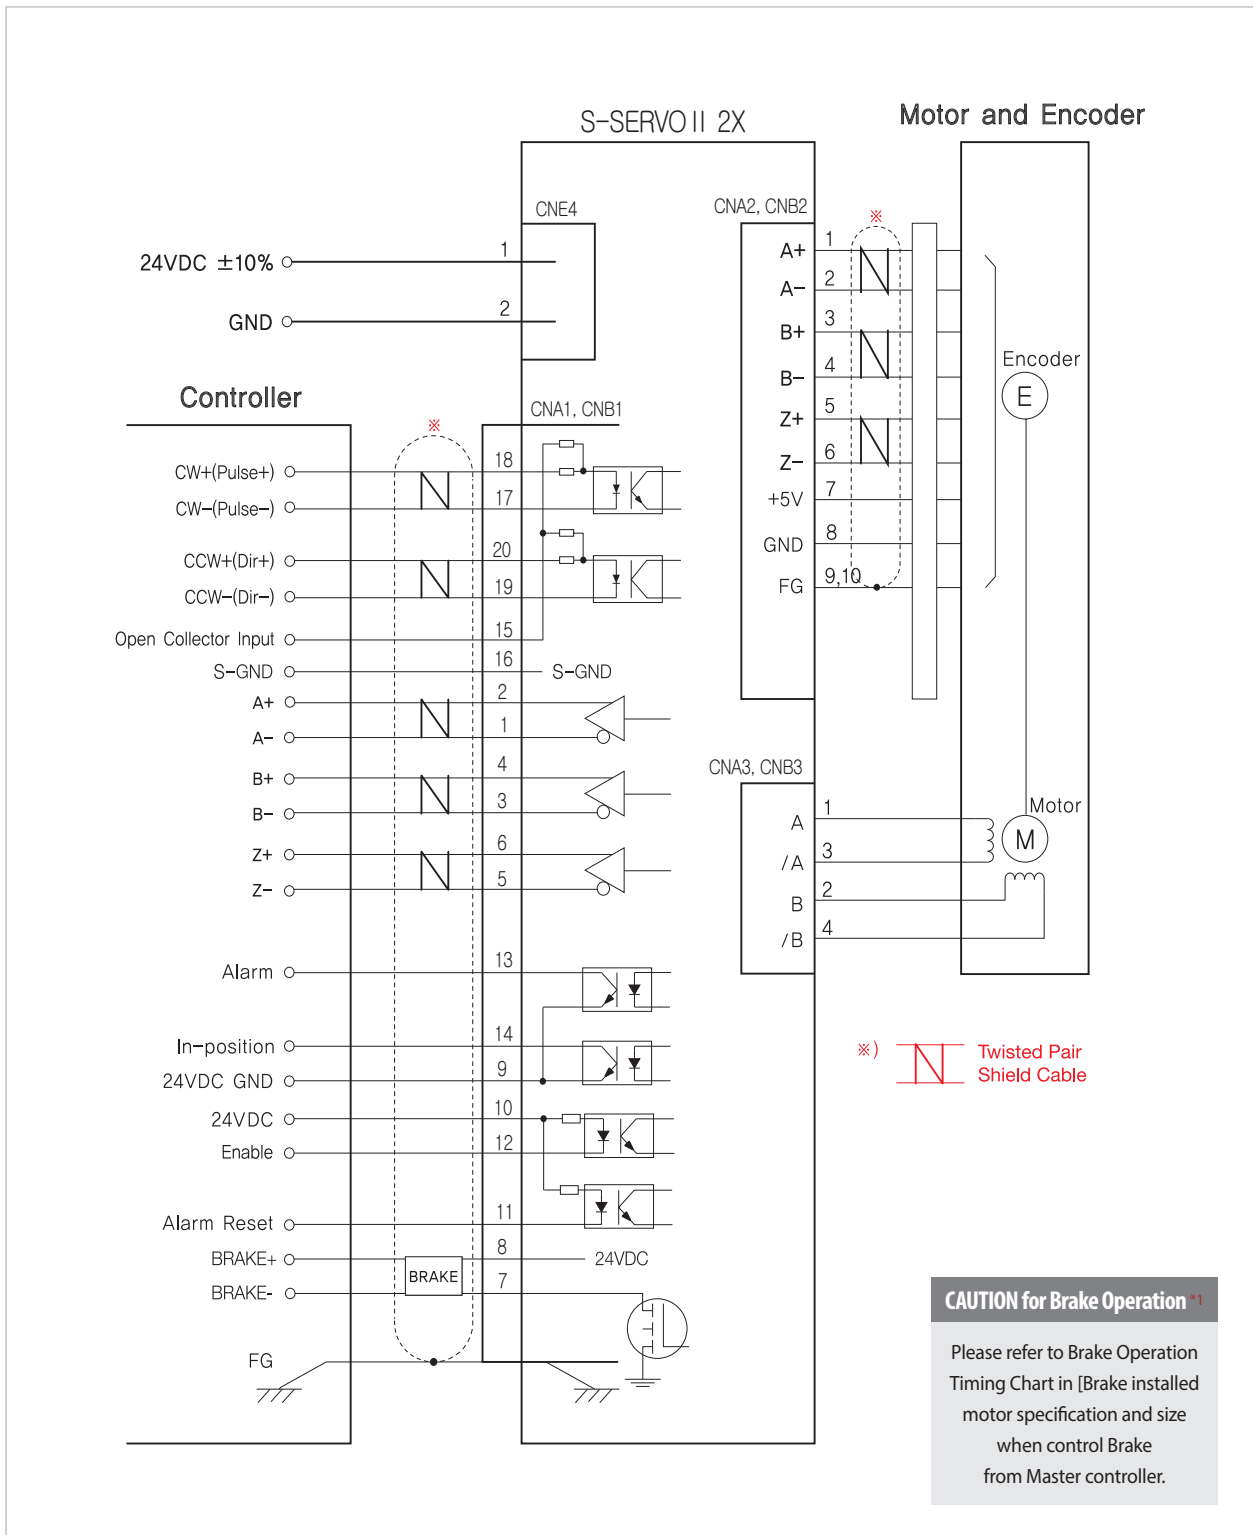 S-SERVO II 2X
Motor and Encoder
CNE4
24VDC ±10%
1
GND
2
CNA2, CNB2
※
A+ 1
A- 2
B+ 3
B- 4
Z+ 5
Z- 6
+5V 7
GND 8
FG 9,10
Encoder
E
Controller
※
CNA1, CNB1
CW+(Pulse+) 18
CW-(Pulse-) 17
CCW+(Dir+) 20
CCW-(Dir-) 19
Open Collector Input 15
S-GND 16 S-GND
A+ 2
A- 1
B+ 4
B- 3
Z+ 6
Z- 5
CNA3, CNB3
A 1
/A 3
B 2
/B 4
Motor
M
Alarm 13
In-position 14
24VDC GND 9
24VDC 10
Enable 12
Alarm Reset 11
BRAKE+ 8 24VDC
BRAKE
BRAKE- 7
FG
※) Twisted Pair
Shield Cable
CAUTION for Brake Operation *1
Please refer to Brake Operation
Timing Chart in [Brake installed
motor specification and size
when control Brake
from Master controller.